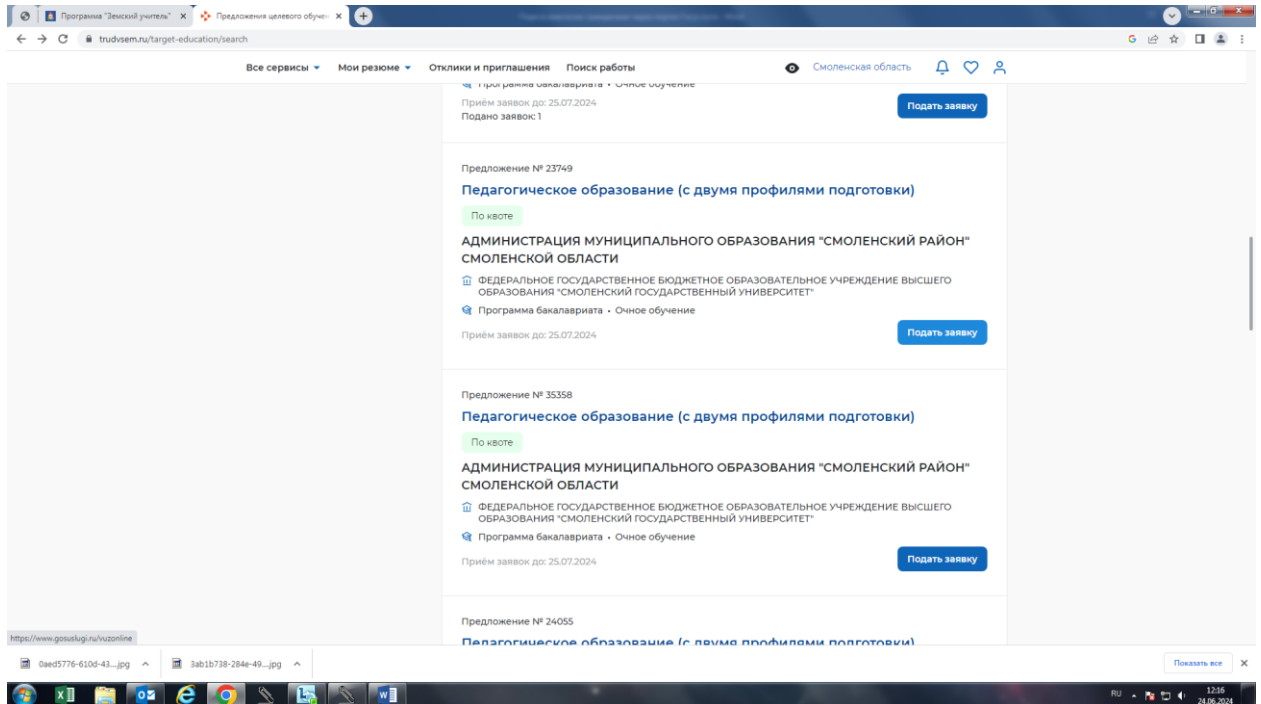 Программа "Земский учитель"
Предложения целевого обучен
trudvsem.ru/target-education/search
Все сервисы Мои резюме Отклики и приглашения Поиск работы Смоленская область
Программа бакалавриата • Очное обучение
Приём заявок до: 25.07.2024
Подано заявок: 1
Подать заявку
Предложение № 23749
Педагогическое образование (с двумя профилями подготовки)
По квоте
АДМИНИСТРАЦИЯ МУНИЦИПАЛЬНОГО ОБРАЗОВАНИЯ "СМОЛЕНСКИЙ РАЙОН"
СМОЛЕНСКОЙ ОБЛАСТИ
ФЕДЕРАЛЬНОЕ ГОСУДАРСТВЕННОЕ БЮДЖЕТНОЕ ОБРАЗОВАТЕЛЬНОЕ УЧРЕЖДЕНИЕ ВЫСШЕГО
ОБРАЗОВАНИЯ "СМОЛЕНСКИЙ ГОСУДАРСТВЕННЫЙ УНИВЕРСИТЕТ"
Программа бакалавриата • Очное обучение
Приём заявок до: 25.07.2024
Подать заявку
Предложение № 35358
Педагогическое образование (с двумя профилями подготовки)
По квоте
АДМИНИСТРАЦИЯ МУНИЦИПАЛЬНОГО ОБРАЗОВАНИЯ "СМОЛЕНСКИЙ РАЙОН"
СМОЛЕНСКОЙ ОБЛАСТИ
ФЕДЕРАЛЬНОЕ ГОСУДАРСТВЕННОЕ БЮДЖЕТНОЕ ОБРАЗОВАТЕЛЬНОЕ УЧРЕЖДЕНИЕ ВЫСШЕГО
ОБРАЗОВАНИЯ "СМОЛЕНСКИЙ ГОСУДАРСТВЕННЫЙ УНИВЕРСИТЕТ"
Программа бакалавриата • Очное обучение
Приём заявок до: 25.07.2024
Подать заявку
Предложение № 24055
Педагогическое образование (с двумя профилями подготовки)
https://www.gosuslugi.ru/vuzonline
0aed5776-610d-43....jpg
3ab1b738-284e-49....jpg
Показать все
RU
12:16
24.06.2024